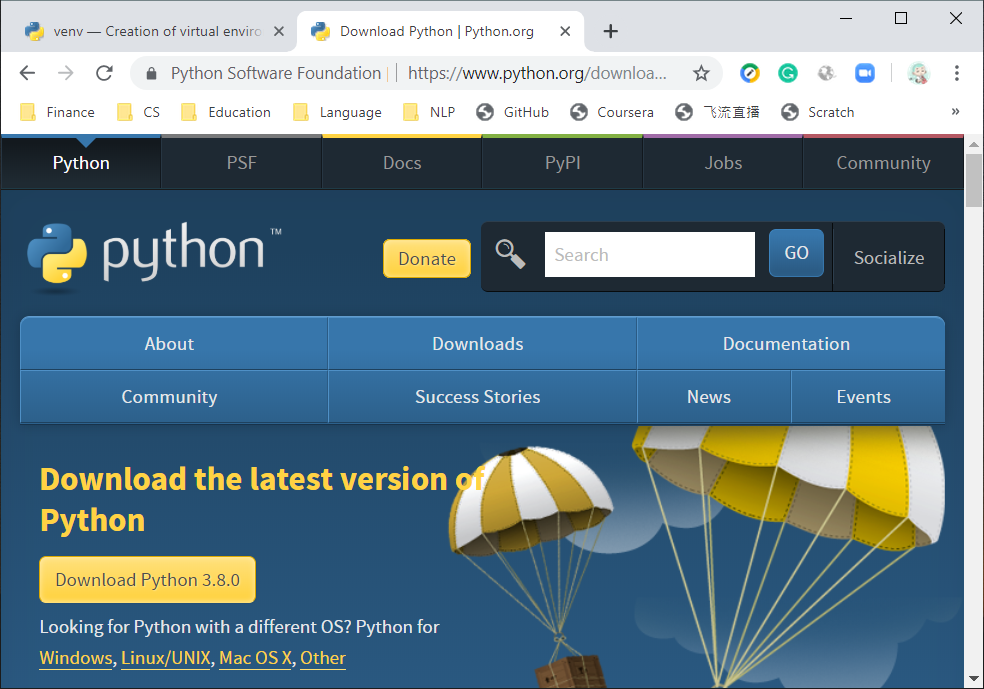 venv — Creation of virtual enviro
Download Python | Python.org
Python Software Foundation
https://www.python.org/downloa...
Finance
CS
Education
Language
NLP
GitHub
Coursera
飞流直播
Scratch
»
Python
PSF
Docs
PyPI
Jobs
Community
python™
Donate
Search
GO
Socialize
About
Downloads
Documentation
Community
Success Stories
News
Events
Download the latest version of
Python
Download Python 3.8.0
Looking for Python with a different OS? Python for
Windows, Linux/UNIX, Mac OS X, Other